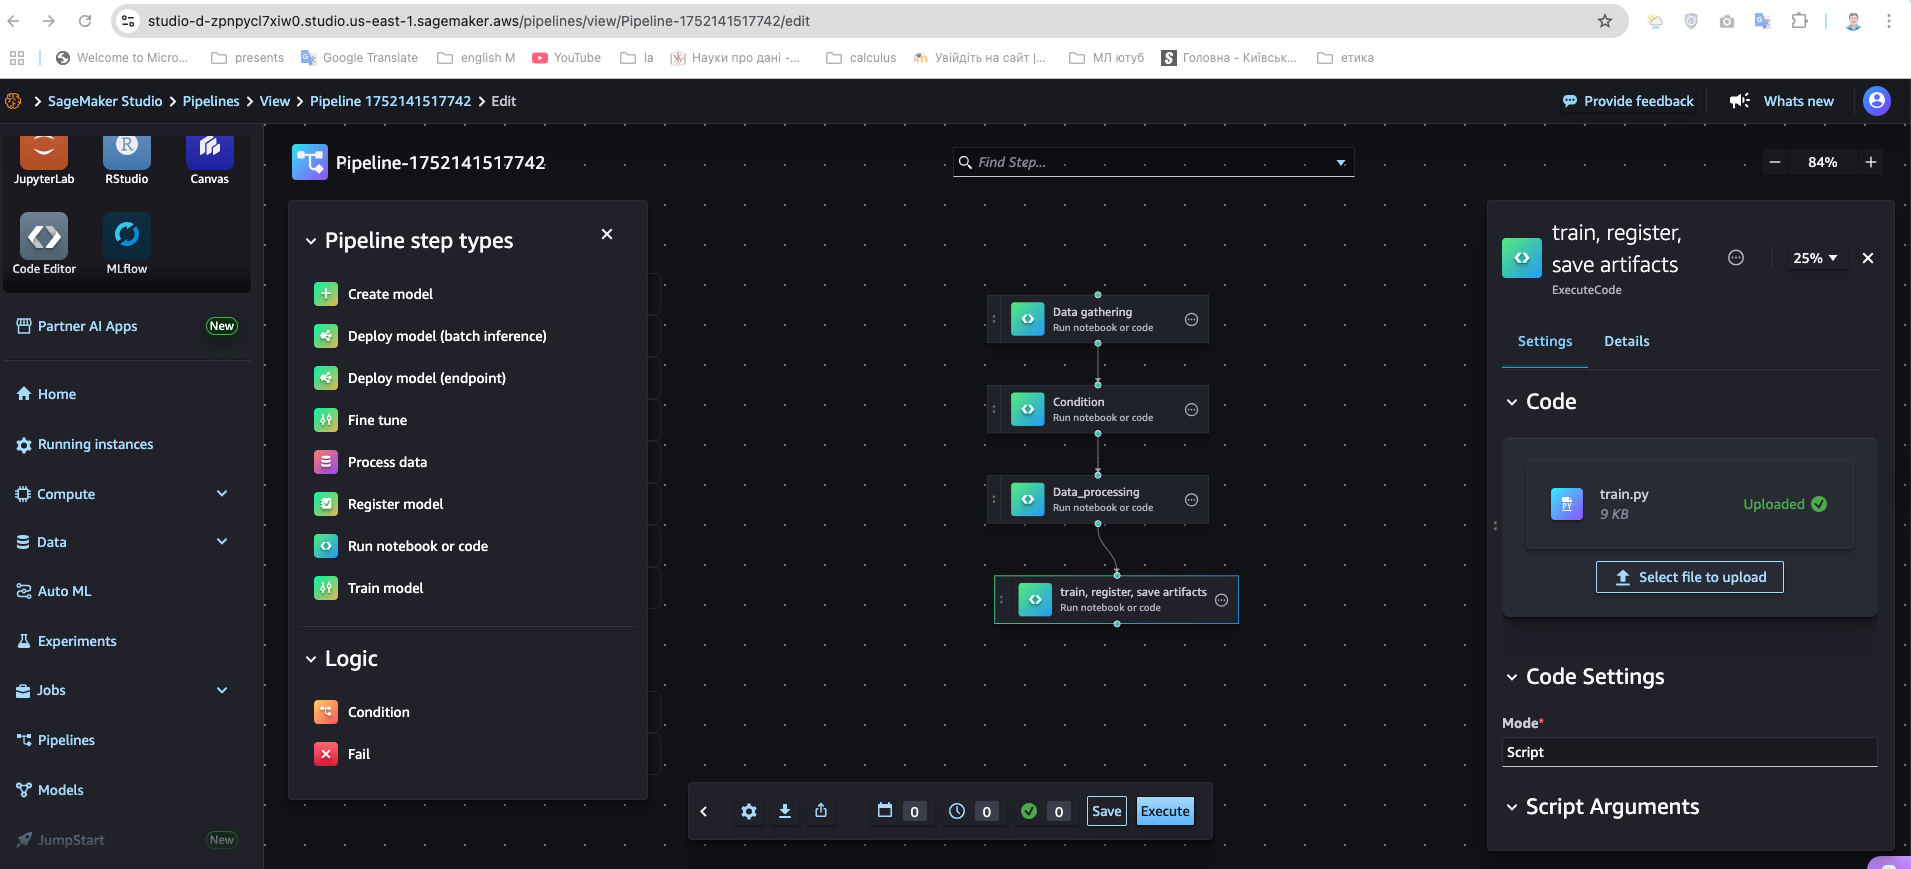 studio-d-zpnpycl7xiw0.studio.us-east-1.sagemaker.aws/pipelines/view/Pipeline-1752141517742/edit
Welcome to Micro...
presents
Google Translate
english M
YouTube
la
Науки про дані -...
calculus
Увійдіть на сайт |...
МЛ ютуб
Головна - Київськ...
етика
SageMaker Studio
Pipelines
View
Pipeline 1752141517742
Edit
Provide feedback
Whats new
JupyterLab
RStudio
Canvas
Code Editor
MLflow
Partner AI Apps
New
Home
Running instances
Compute
Data
Auto ML
Experiments
Jobs
Pipelines
Models
JumpStart
New
Pipeline-1752141517742
Find Step...
84%
Pipeline step types
Create model
Deploy model (batch inference)
Deploy model (endpoint)
Fine tune
Process data
Register model
Run notebook or code
Train model
Logic
Condition
Fail
Data gathering
Run notebook or code
Condition
Run notebook or code
Data_processing
Run notebook or code
train, register, save artifacts
Run notebook or code
0
0
0
Save
Execute
train, register,
save artifacts
ExecuteCode
25%
Settings
Details
Code
PY
train.py
9 KB
Uploaded
Select file to upload
Code Settings
Mode*
Script
Script Arguments